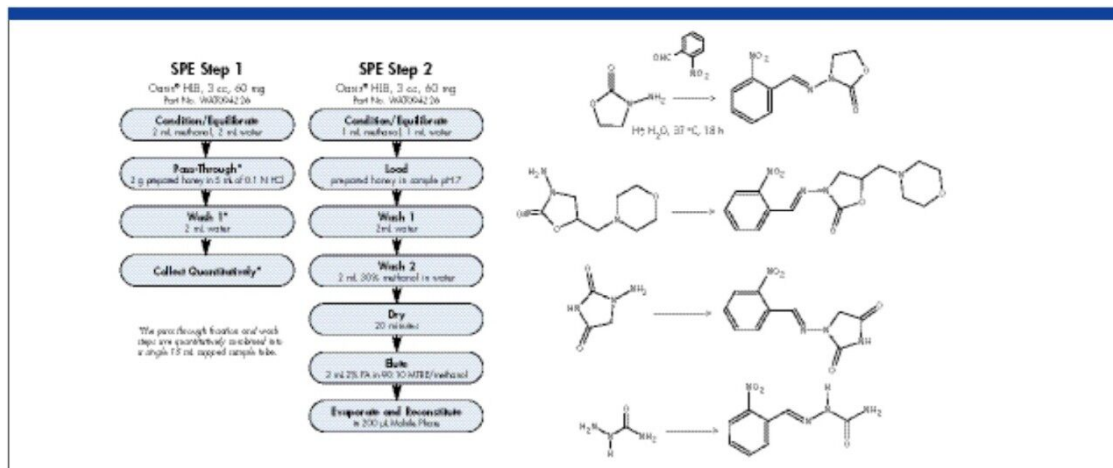 SPE Step 1
Oasis® HLB, 3 cc, 60 mg
Part No. WAT094226
Condition/Equilibrate
2 mL methanol, 2 mL water
Pass-Through*
2 g prepared honey in 5 mL of 0.1 N HCl
Wash 1*
2 mL water
Collect Quantitatively*
*The pass through fraction and wash
steps are quantitatively combined into
a single 15 mL capped sample tube.
SPE Step 2
Oasis® HLB, 3 cc, 60 mg
Part No. WAT094226
Condition/Equilibrate
1 mL methanol, 1 mL water
Load
prepared honey in sample pH 7
Wash 1
2mL water
Wash 2
2 mL 30% methanol in water
Dry
20 minutes
Elute
2% FA in 90:10 MTBE/methanol
Evaporate and Reconstitute
in 200 µL Mobile Phase
OHC
NO2
O
NH2
O
H2O, 37 °C, 18 h
NO2
N
N
O
O
H2N
N
O
O
N
O
NO2
N
N
O
O
N
O
O
N
NH2
HN
O
NO2
N
N
O
NH
O
H2N
N
H
O
NH2
NO2
N
H
N
NH2
O